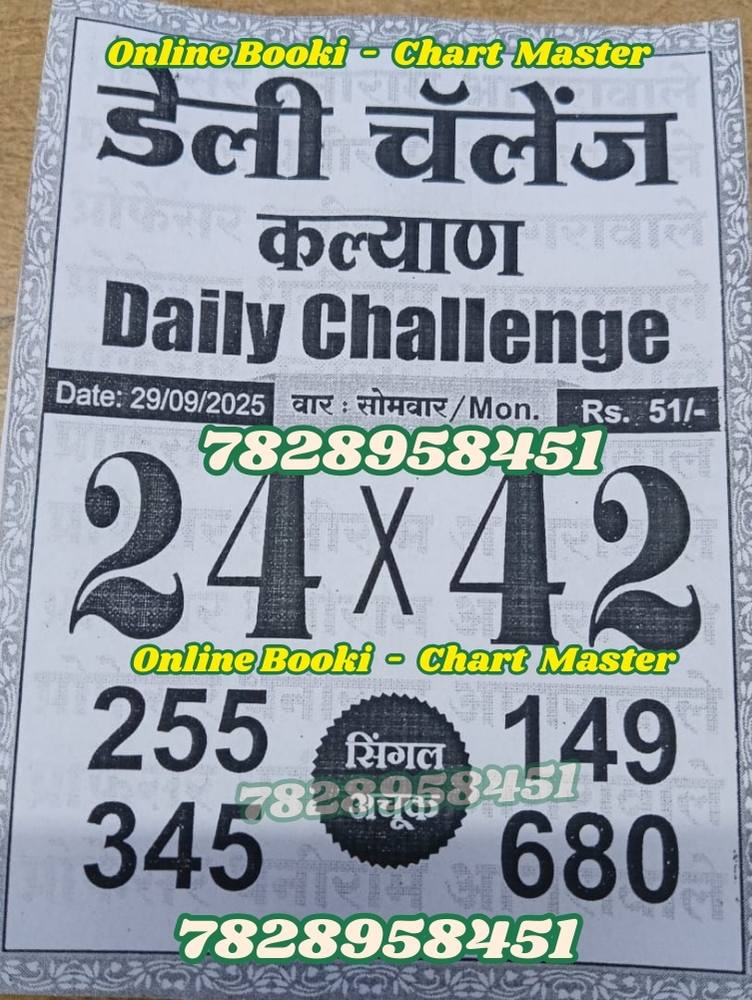 Online Booki - Chart Master
डेली चॅलेंज
कल्याण
Daily Challenge
Date: 29/09/2025 वार : सोमवार/Mon. Rs. 51/-
7828958451
24 X 42
Online Booki - Chart Master
255 सिंगल 149
7828958451
345 अचूक 680
7828958451